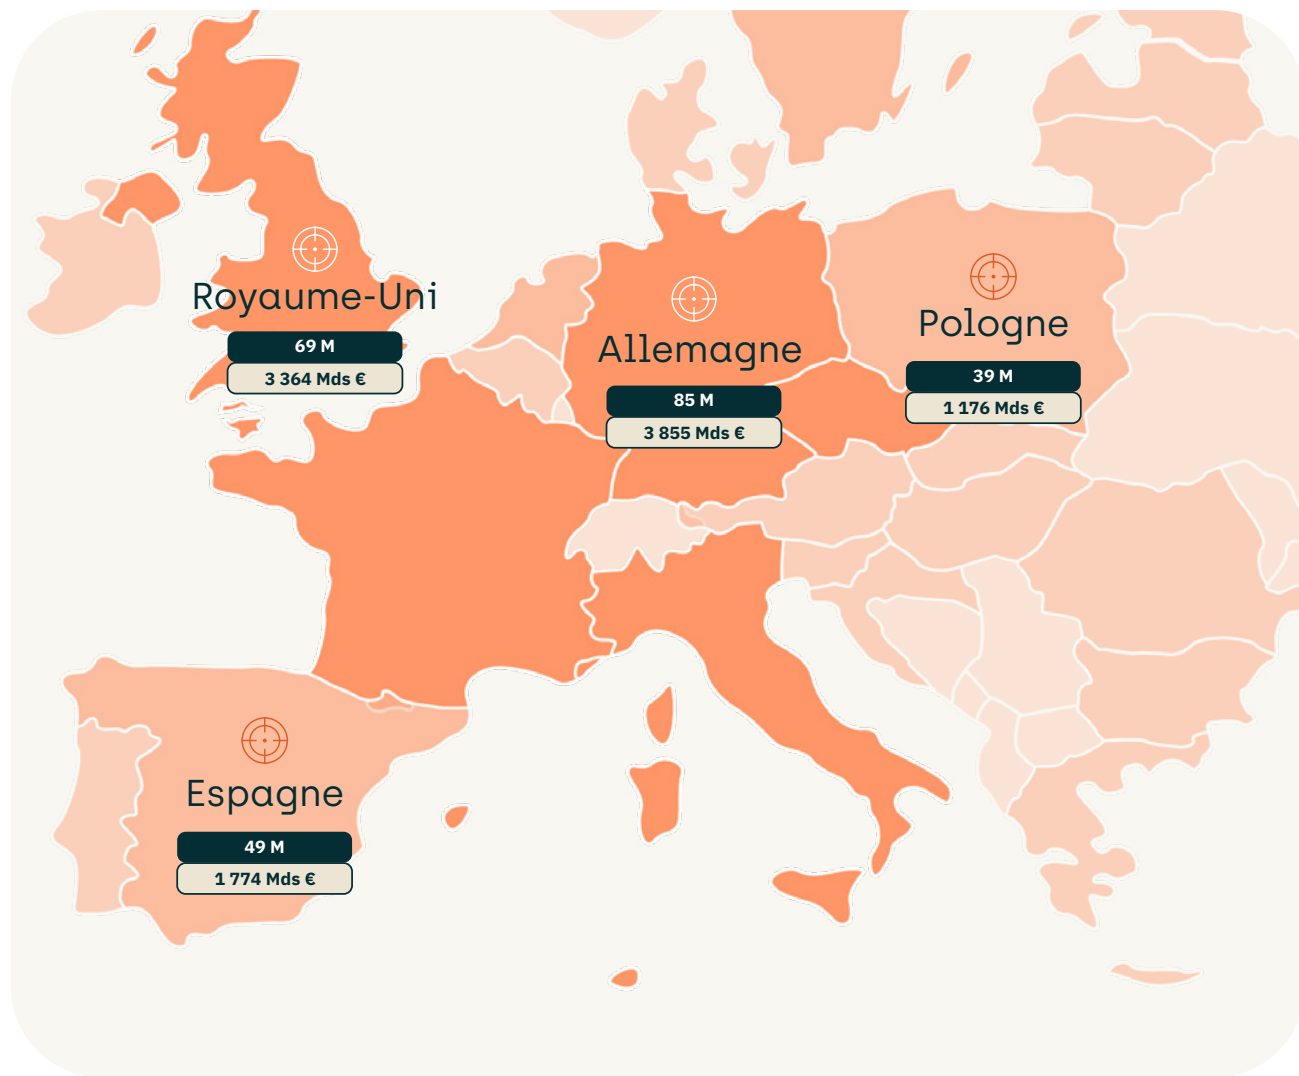 Royaume-Uni
69 M
3 364 Mds €
Allemagne
85 M
3 855 Mds €
Pologne
39 M
1 176 Mds €
Espagne
49 M
1 774 Mds €